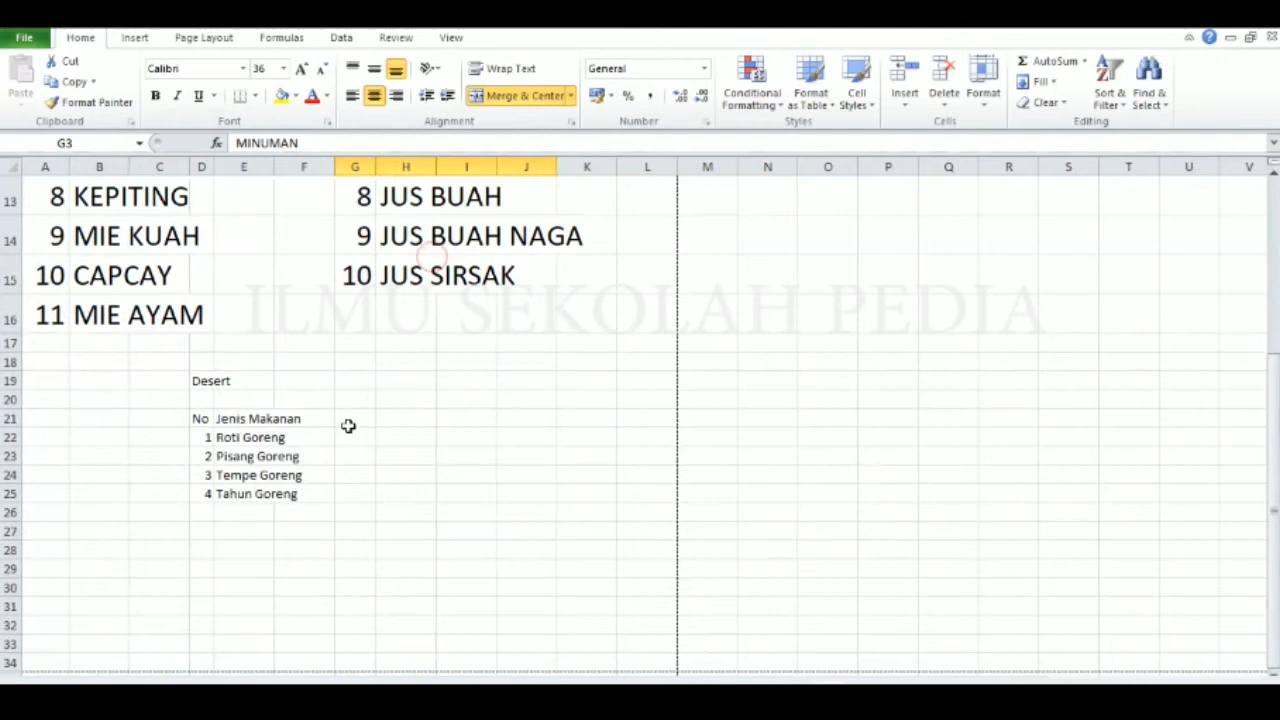 File Home Insert Page Layout Formulas Data Review View
Cut
Copy
Format Painter
Paste
Clipboard
Calibri 36
B I U
Font
Wrap Text
Merge & Center
Alignment
General
%
Number
Conditional Formatting
Format as Table
Cell Styles
Styles
Insert Delete Format
Cells
AutoSum
Fill
Clear
Sort & Filter
Find & Select
Editing
G3 fx MINUMAN
A B C D E F G H I J K L M N O P Q R S T U V
13 8 KEPITING 8 JUS BUAH
14 9 MIE KUAH 9 JUS BUAH NAGA
15 10 CAPCAY 10 JUS SIRSAK
ILMU SEKOLAH PEDIA
16 11 MIE AYAM
17
18
19 Desert
20
21 No Jenis Makanan
22 1 Roti Goreng
23 2 Pisang Goreng
24 3 Tempe Goreng
25 4 Tahun Goreng
26
27
28
29
30
31
32
33
34